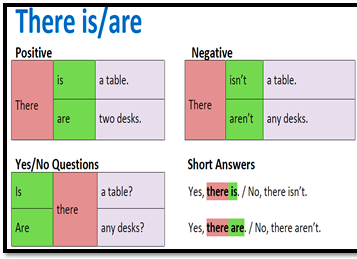 There is/are
Positive
There is a table.
are two desks.
Negative
There isn't a table.
aren't any desks.
Yes/No Questions
Is there a table?
Are any desks?
Short Answers
Yes, there is. / No, there isn't.
Yes, there are. / No, there aren't.